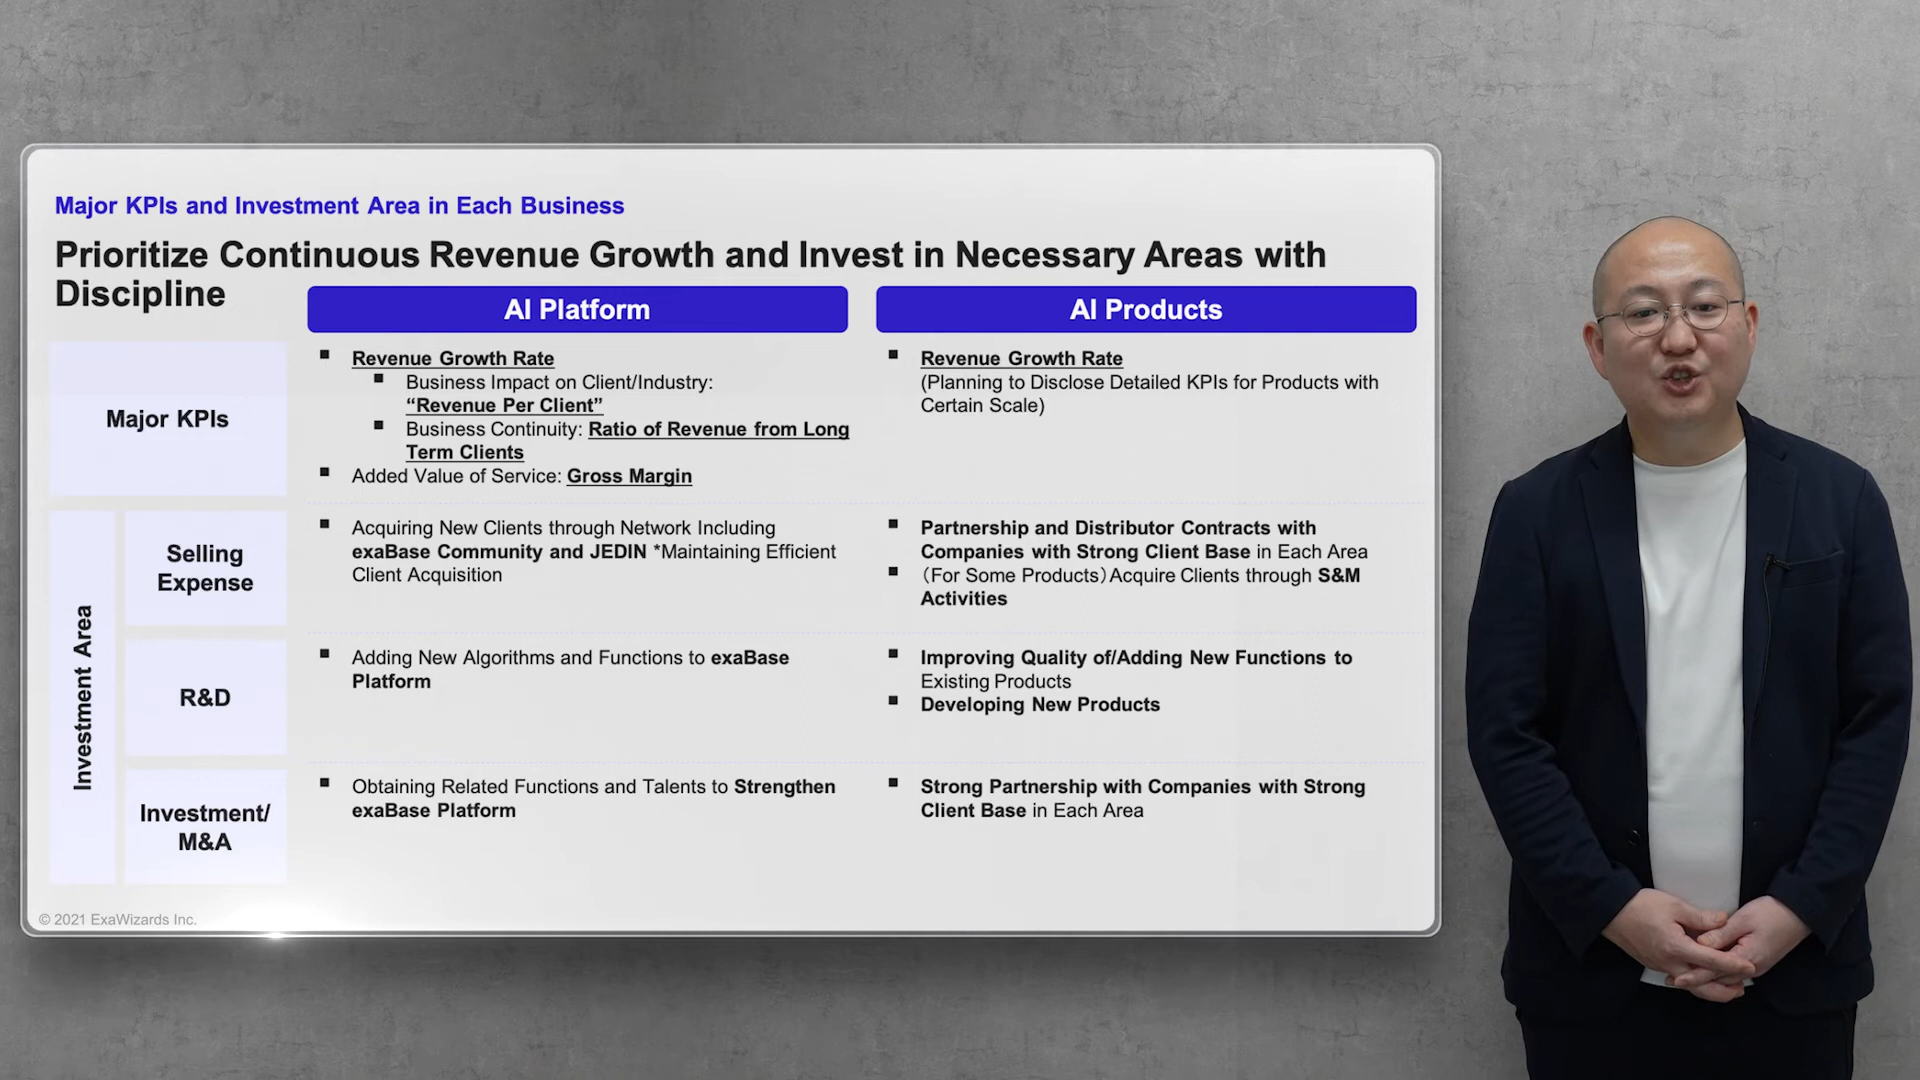 Major KPIs and Investment Area in Each Business
Prioritize Continuous Revenue Growth and Invest in Necessary Areas with
Discipline
AI Platform
AI Products
Major KPIs
Revenue Growth Rate
Business Impact on Client/Industry:
“Revenue Per Client”
Business Continuity: Ratio of Revenue from Long
Term Clients
Added Value of Service: Gross Margin
Revenue Growth Rate
(Planning to Disclose Detailed KPIs for Products with
Certain Scale)
Investment Area
Selling
Expense
Acquiring New Clients through Network Including
exaBase Community and JEDIN *Maintaining Efficient
Client Acquisition
Partnership and Distributor Contracts with
Companies with Strong Client Base in Each Area
（For Some Products）Acquire Clients through S&M
Activities
R&D
Adding New Algorithms and Functions to exaBase
Platform
Improving Quality of/Adding New Functions to
Existing Products
Developing New Products
Investment/
M&A
Obtaining Related Functions and Talents to Strengthen
exaBase Platform
Strong Partnership with Companies with Strong
Client Base in Each Area
© 2021 ExaWizards Inc.